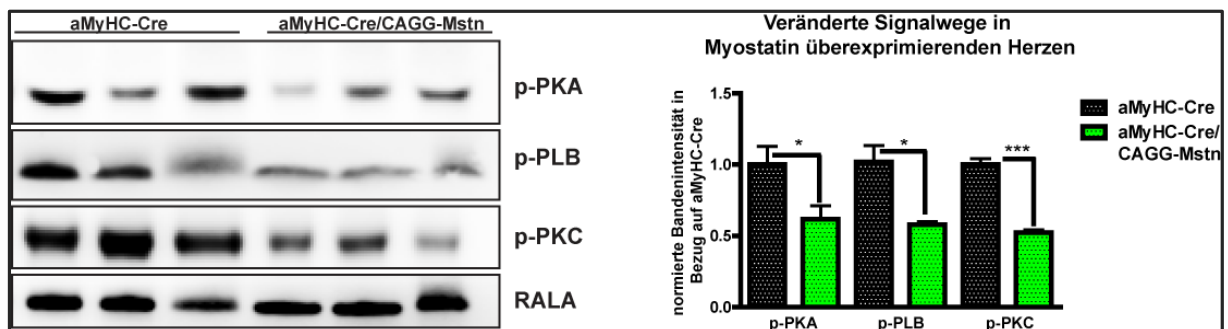 aMyHC-Cre
aMyHC-Cre/CAGG-Mstn
p-PKA
p-PLB
p-PKC
RALA
Veränderte Signalwege in
Myostatin überexprimierenden Herzen
normierte Bandenintensität in
Bezug auf aMyHC-Cre
1.5
1.0
0.5
0.0
*
*
***
p-PKA
p-PLB
p-PKC
aMyHC-Cre
aMyHC-Cre/
CAGG-Mstn